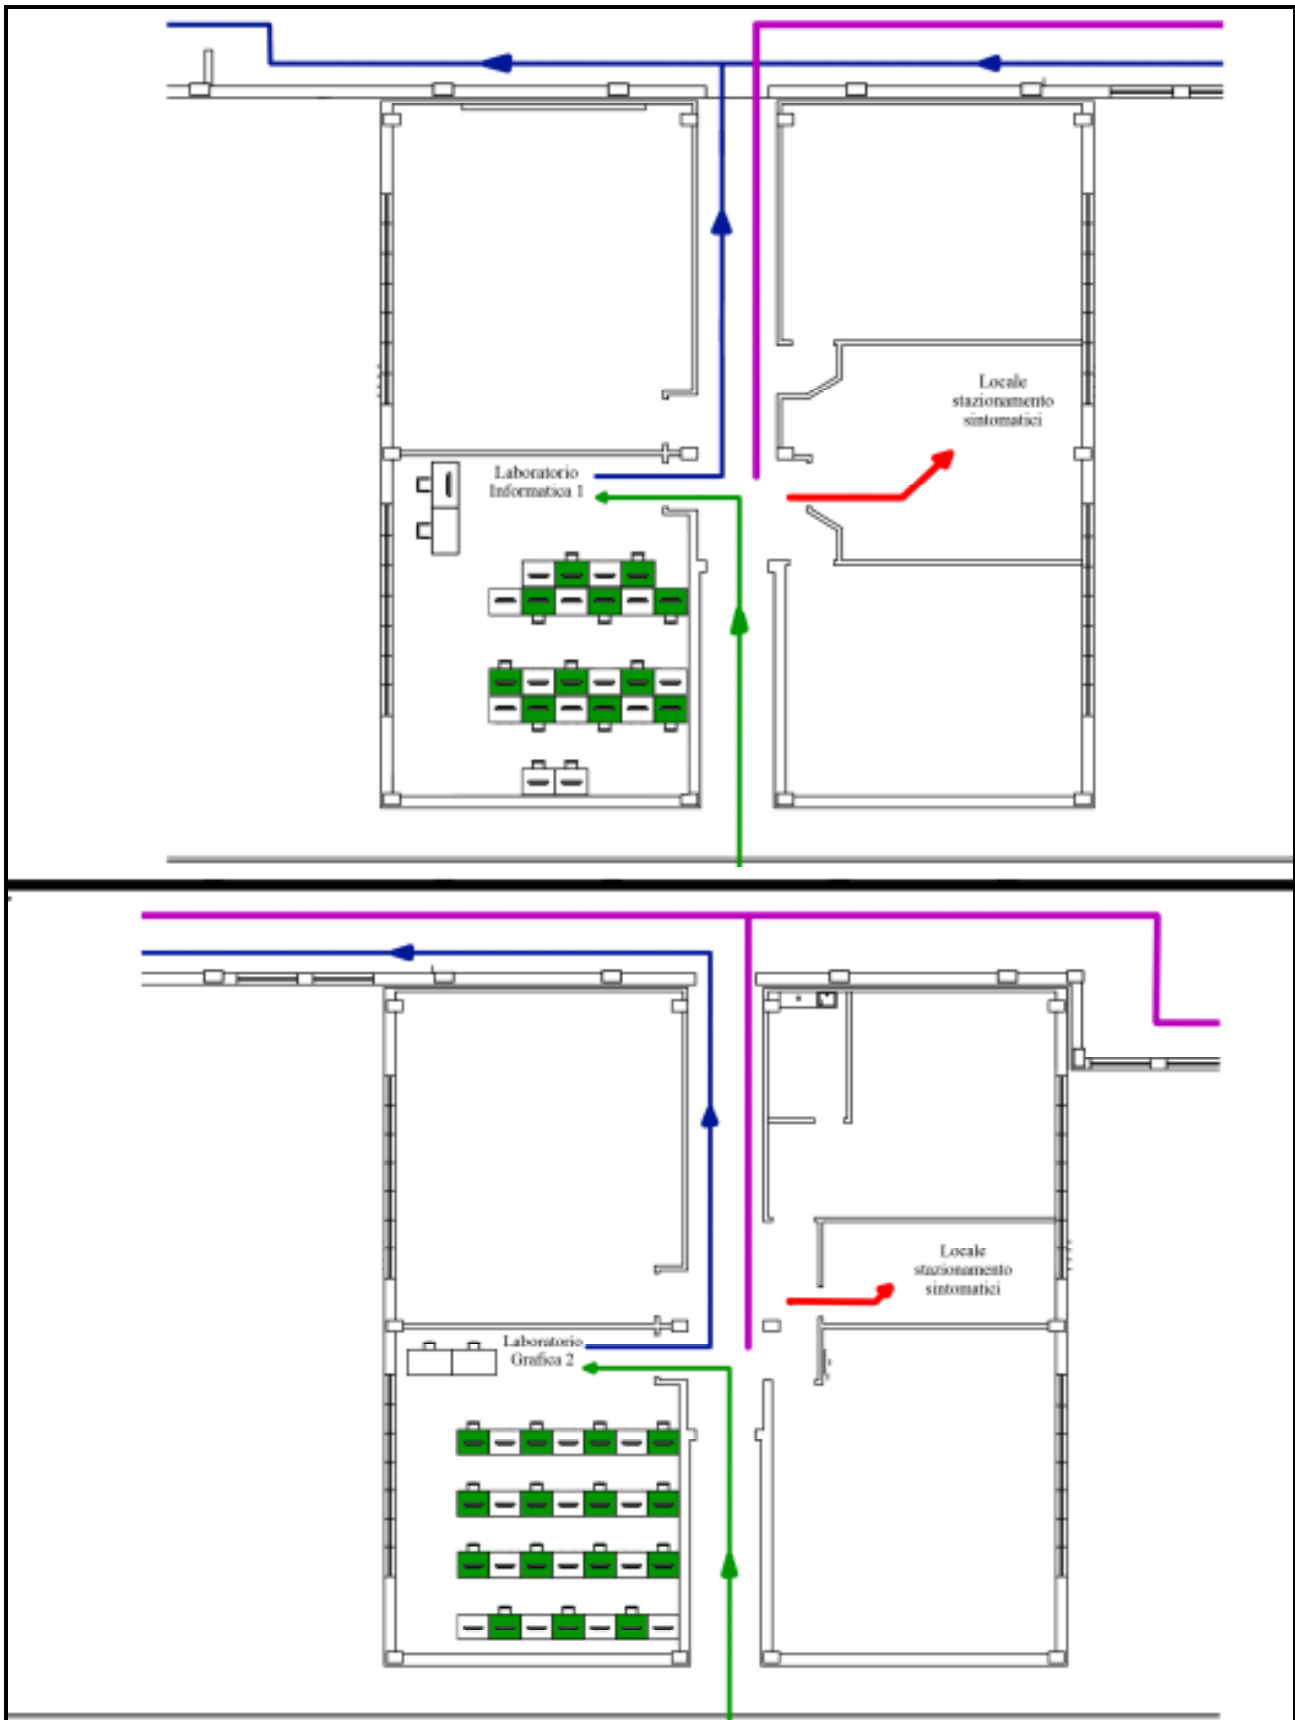 Locale
stazionamento
sintomatici
Laboratorio
Informatica 1
Locale
stazionamento
sintomatici
Laboratorio
Grafica 2